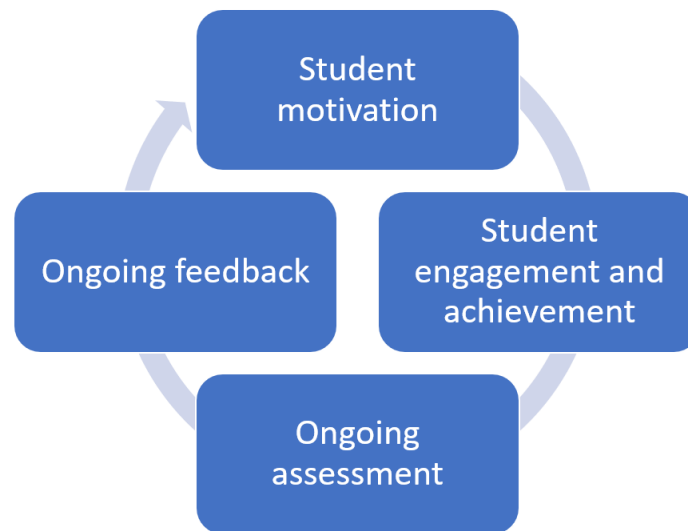 Student
motivation
Student
engagement and
achievement
Ongoing
assessment
Ongoing feedback